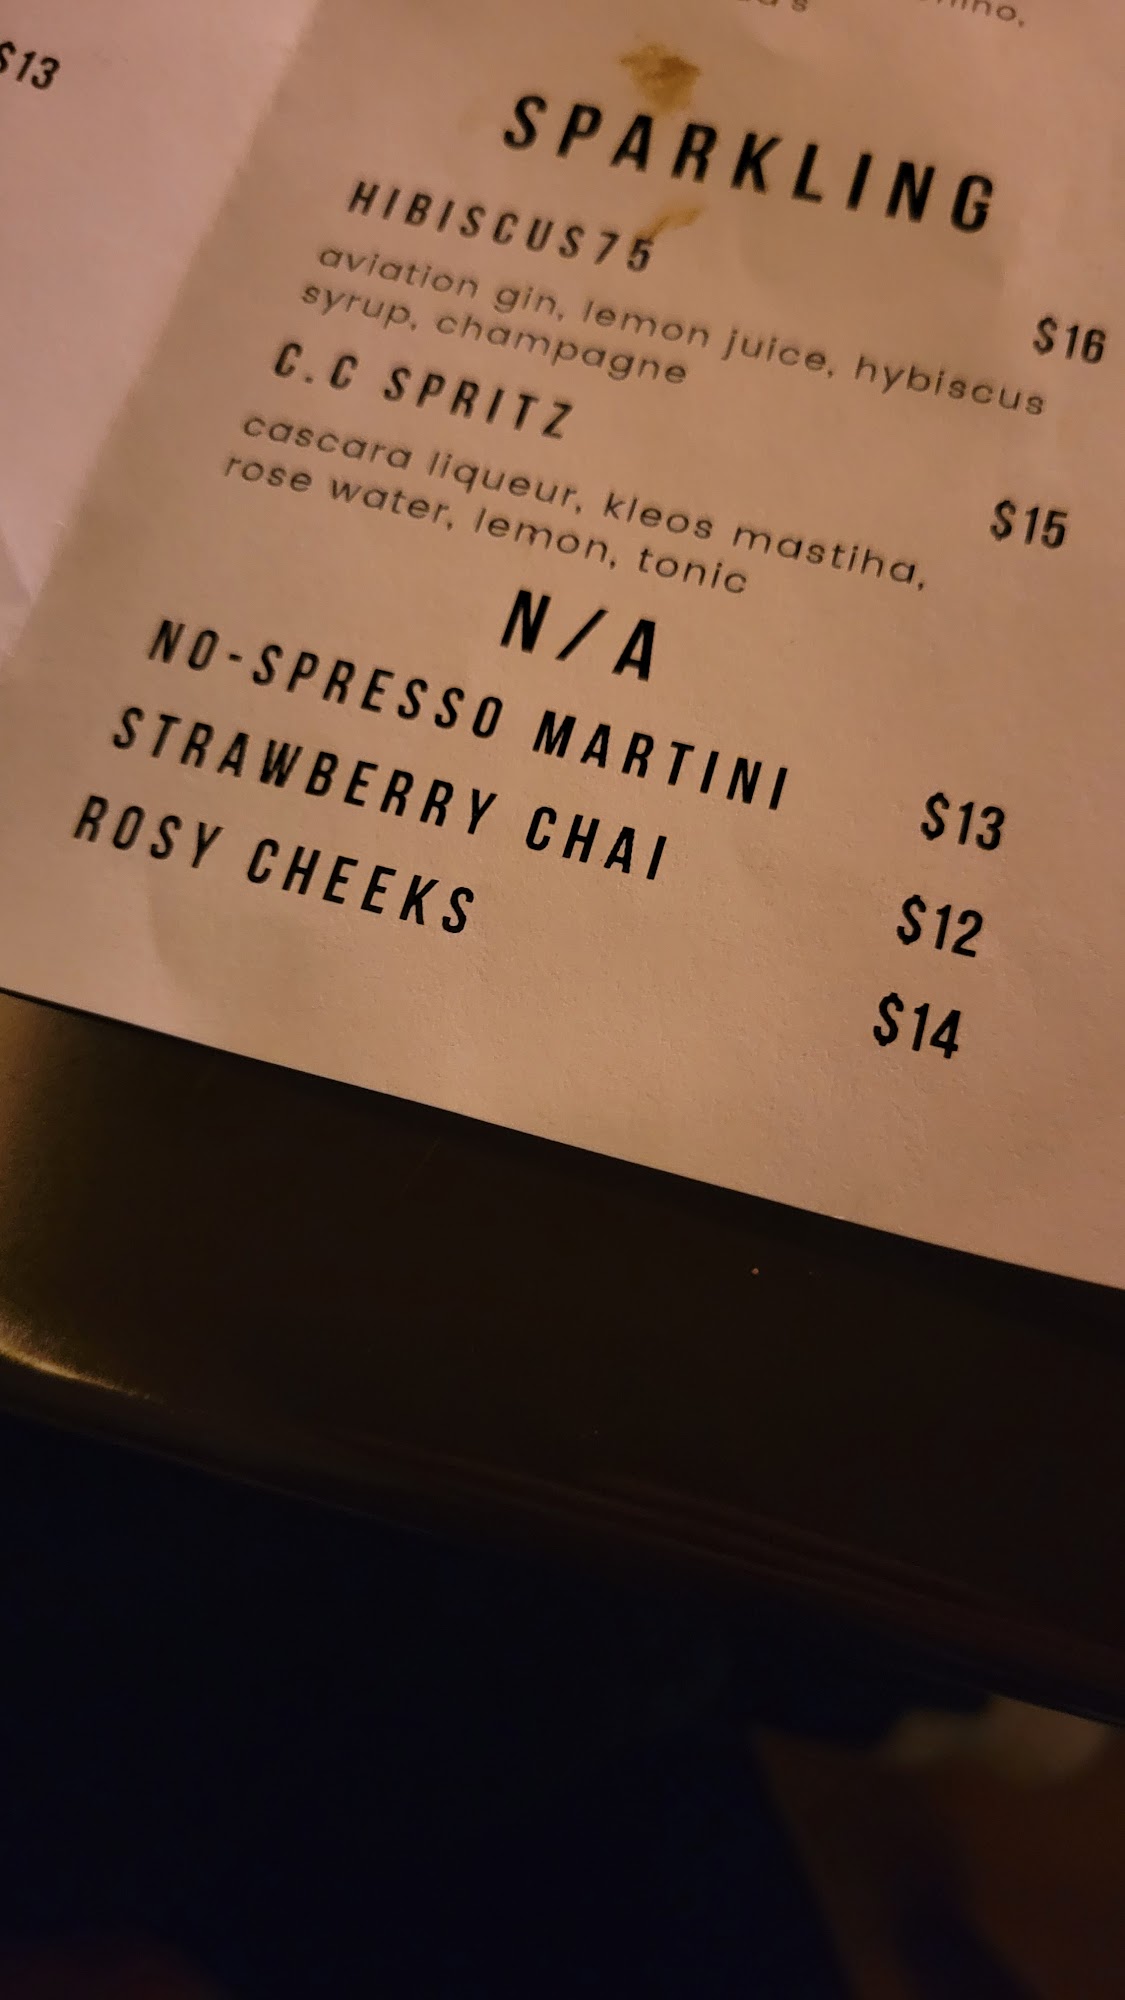 $13
SPARKLING
HIBISCUS75
$16
aviation gin, lemon juice, hybiscus
syrup, champagne
C.C SPRITZ
$15
cascara liqueur, kleos mastiha,
rose water, lemon, tonic
N/A
NO-SPRESSO MARTINI $13
STRAWBERRY CHAI $12
ROSY CHEEKS $14